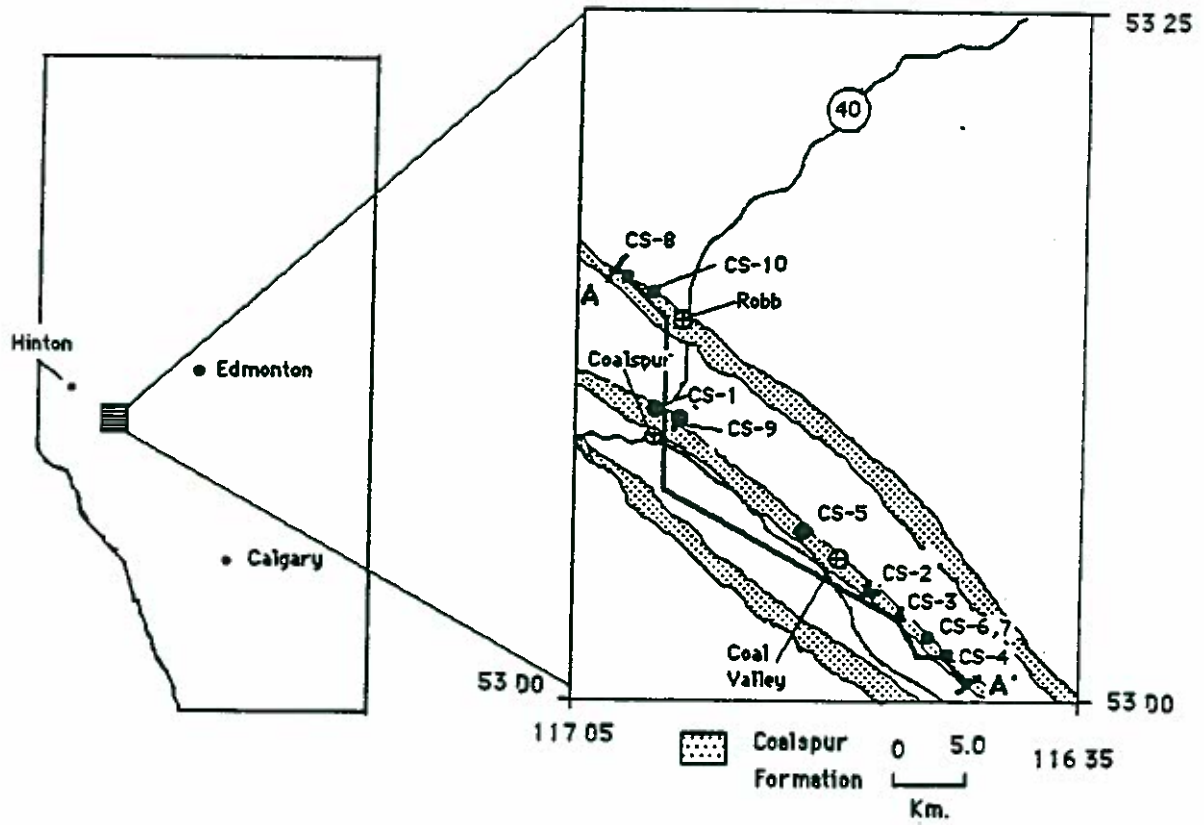 53 25
40
CS-8
CS-10
A
Robb
Hinton
Coalspur
Edmonton
CS-1
CS-9
CS-5
Calgary
CS-2
CS-3
CS-6,7
Coal
Valley
CS-4
A'
53 00
53 00
117 05
116 35
Coalspur
Formation
0 5.0
Km.